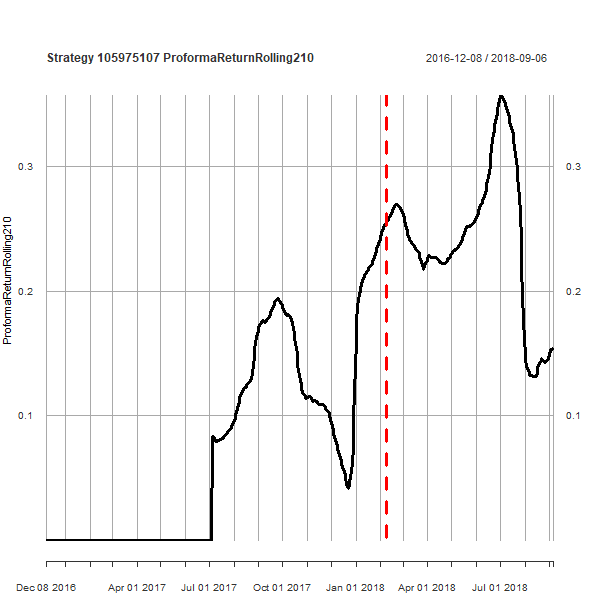 Strategy 105975107 ProformaReturnRolling210
2016-12-08 / 2018-09-06
0.3
0.3
0.2
0.2
0.1
0.1
ProformaReturnRolling210
Dec 08 2016
Apr 01 2017
Jul 01 2017
Oct 01 2017
Jan 01 2018
Apr 01 2018
Jul 01 2018